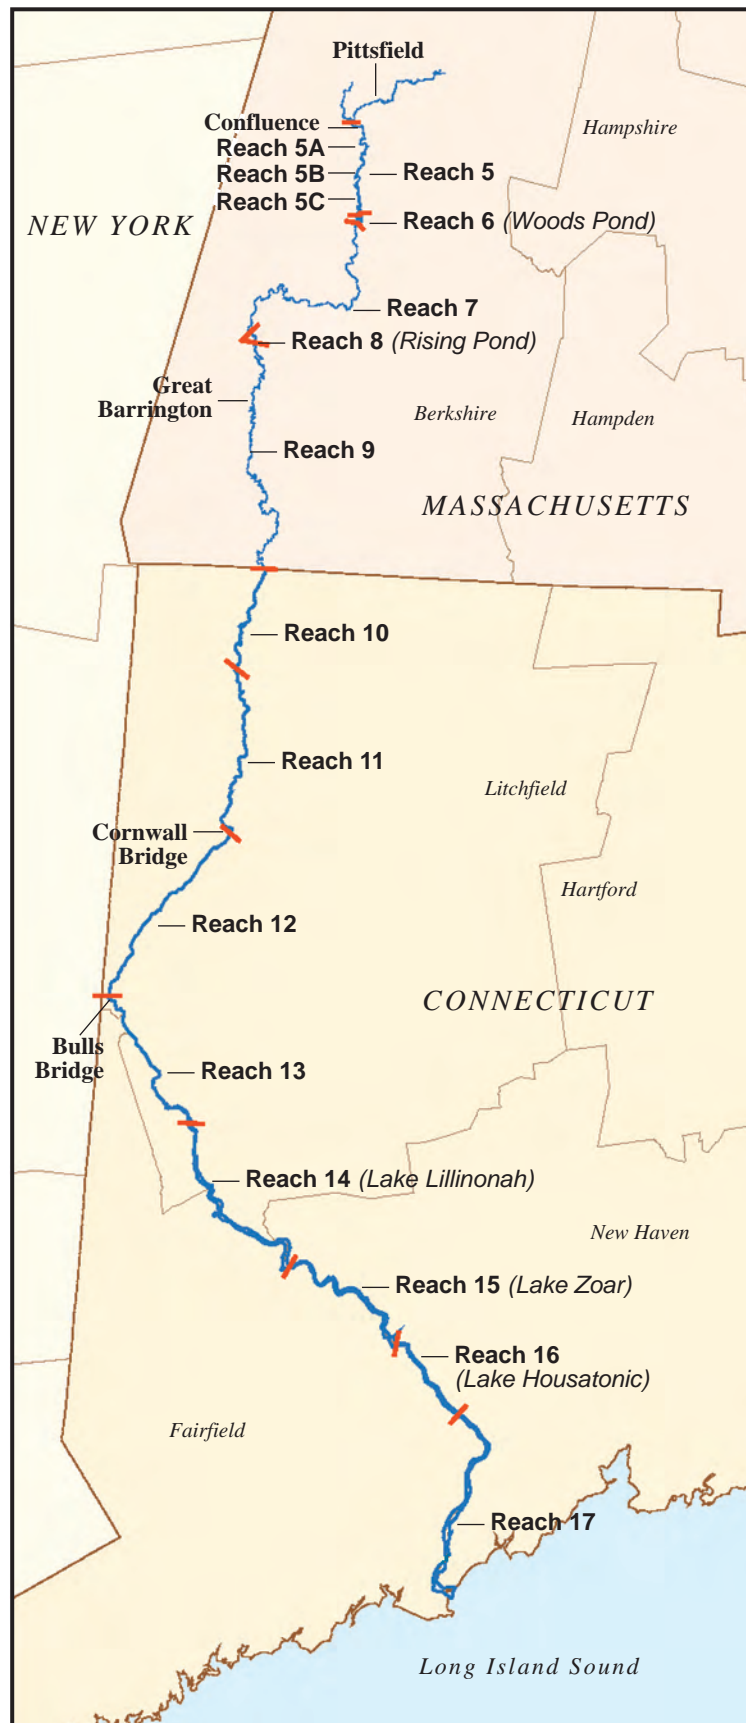 Pittsfield
Confluence
Hampshire
Reach 5A
Reach 5B
Reach 5
Reach 5C
NEW YORK
Reach 6 (Woods Pond)
Reach 7
Reach 8 (Rising Pond)
Great
Barrington
Berkshire
Hampden
Reach 9
MASSACHUSETTS
Reach 10
Reach 11
Litchfield
Cornwall
Bridge
Hartford
Reach 12
CONNECTICUT
Bulls
Bridge
Reach 13
Reach 14 (Lake Lillinonah)
New Haven
Reach 15 (Lake Zoar)
Reach 16
(Lake Housatonic)
Fairfield
Reach 17
Long Island Sound